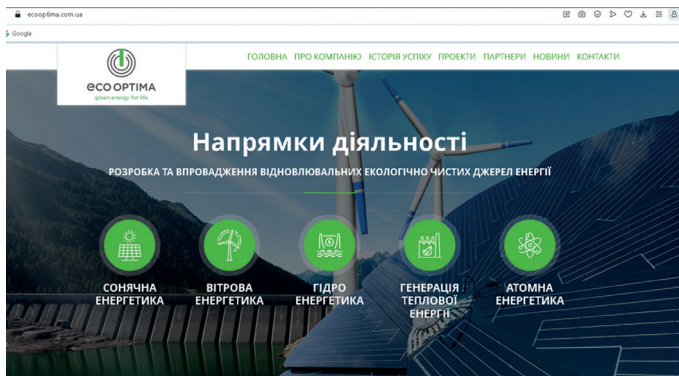 ecooptima.com.ua
Google
ECO OPTIMA
green energy for life
ГОЛОВНА ПРО КОМПАНІЮ ІСТОРІЯ УСПІХУ ПРОЕКТИ ПАРТНЕРИ НОВИНИ КОНТАКТИ
Напрямки діяльності
РОЗРОБКА ТА ВПРОВАДЖЕННЯ ВІДНОВЛЮВАЛЬНИХ ЕКОЛОГІЧНО ЧИСТИХ ДЖЕРЕЛ ЕНЕРГІЇ
СОНЯЧНА
ЕНЕРГЕТИКА
ВІТРОВА
ЕНЕРГЕТИКА
ГІДРО
ЕНЕРГЕТИКА
ГЕНЕРАЦІЯ
ТЕПЛОВОЇ
ЕНЕРГІЇ
АТОМНА
ЕНЕРГЕТИКА